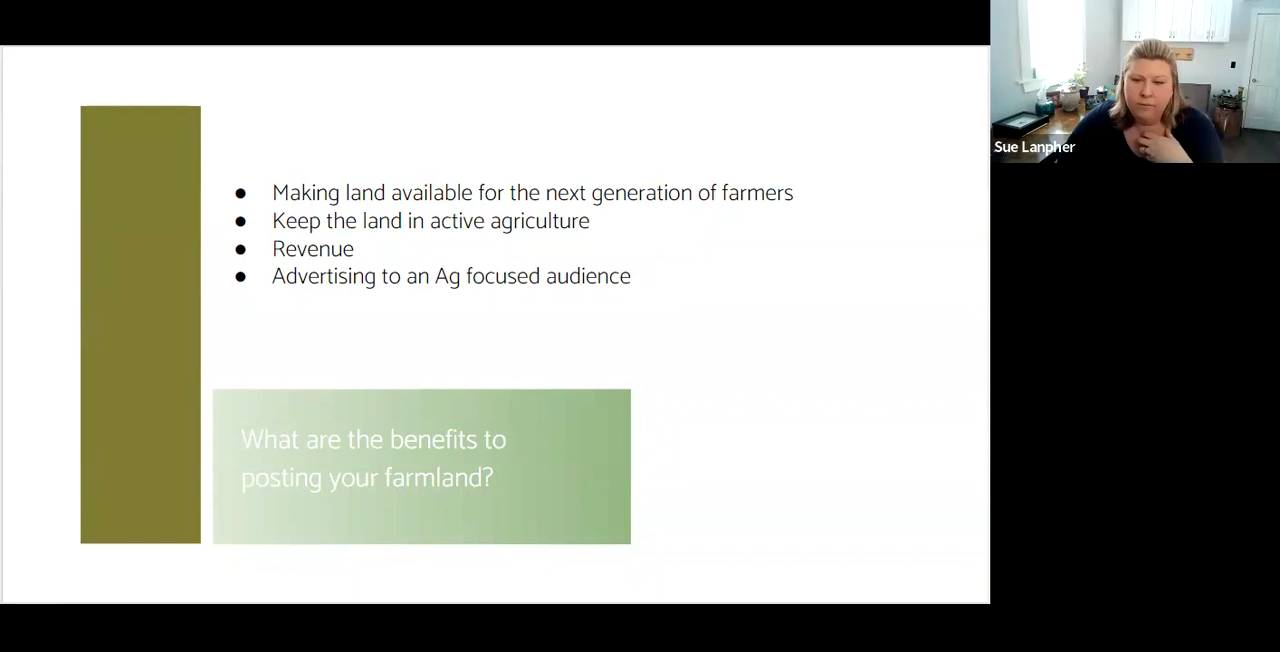 Making land available for the next generation of farmers
Keep the land in active agriculture
Revenue
Advertising to an Ag focused audience
What are the benefits to
posting your farmland?
Sue Lanpher